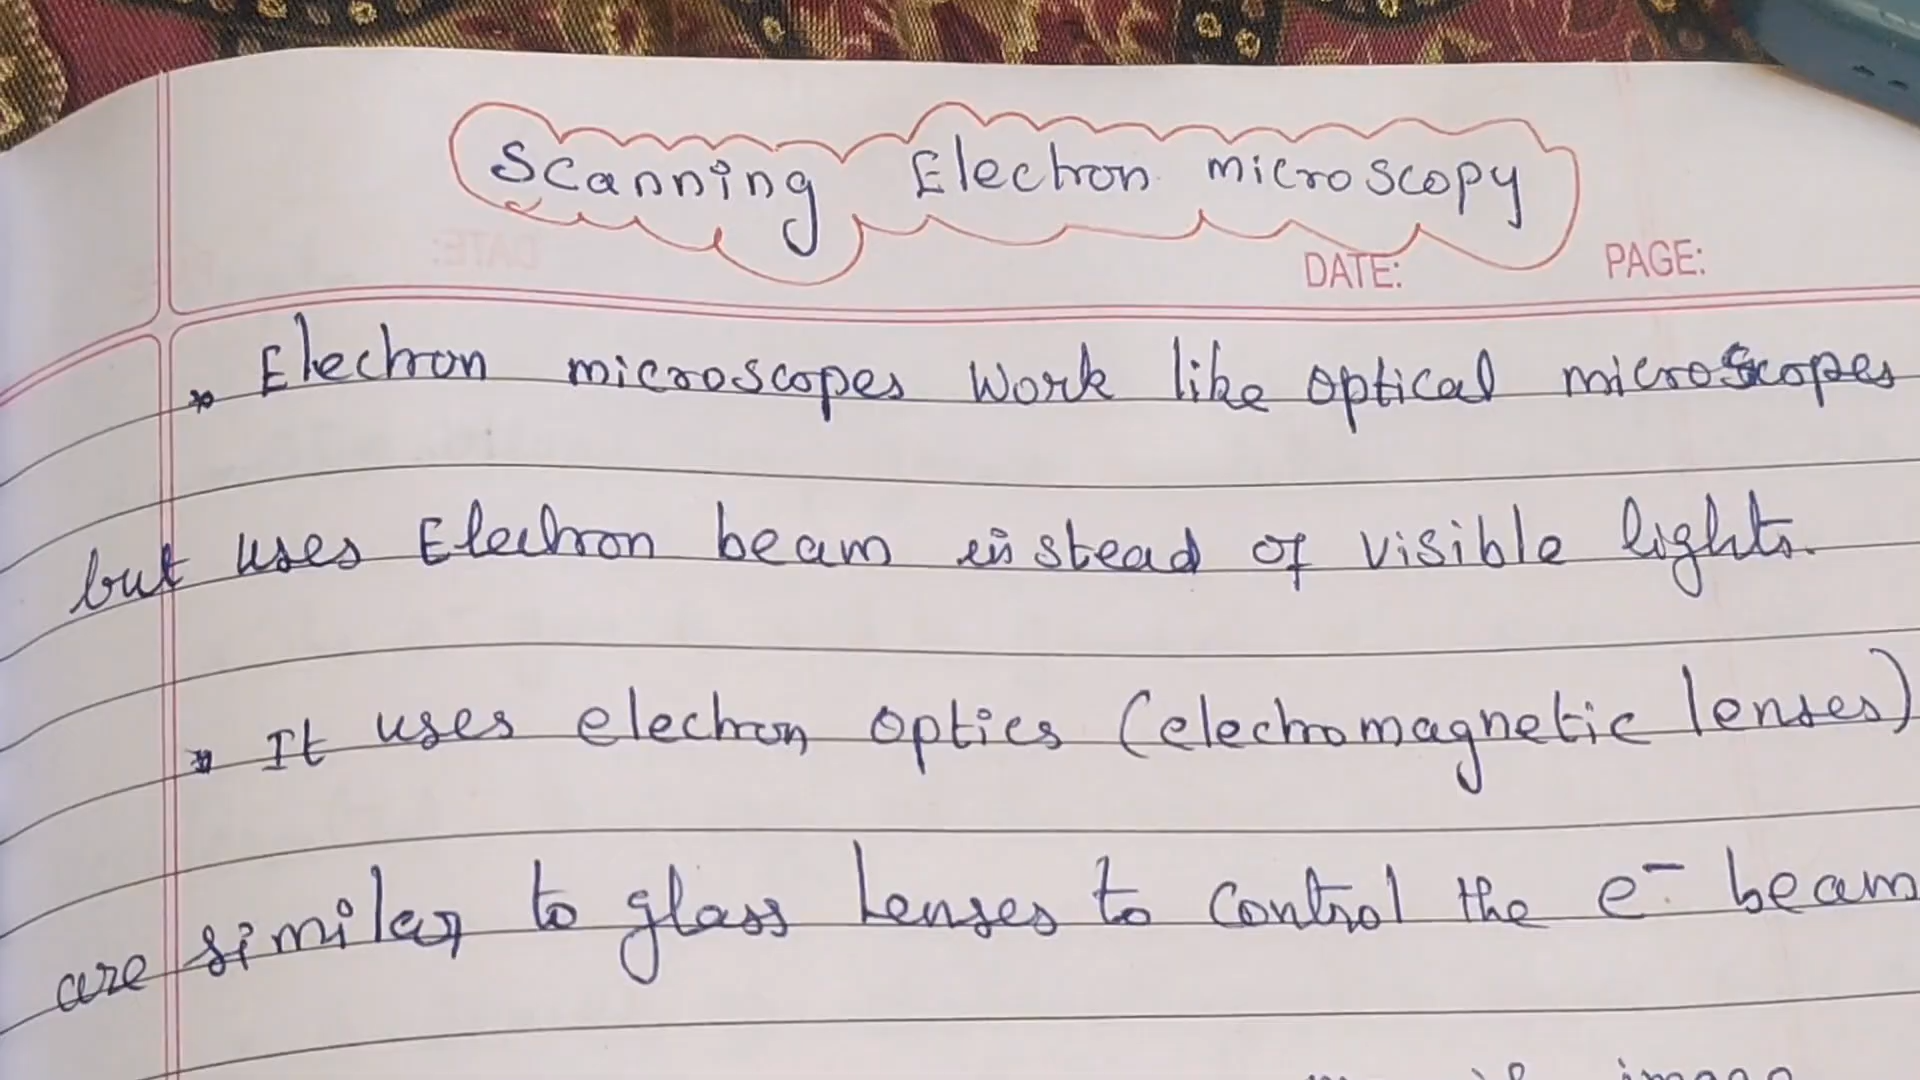 Scanning Electron microscopy
DATE: PAGE:
* Electron microscopes work like optical microscopes
but uses Electron beam instead of visible lights.
* It uses electron optics (electromagnetic lenses)
are similar to glass lenses to control the e⁻ beam
image